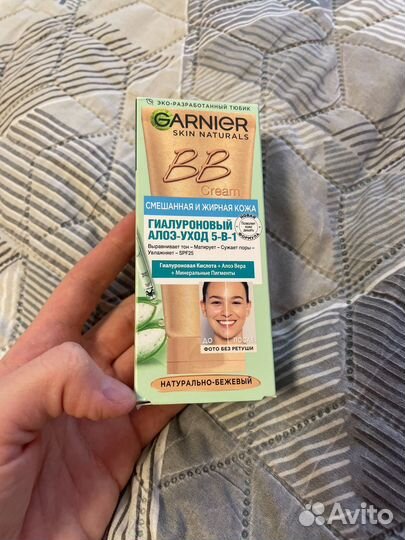 ЭКО-РАЗРАБОТАННЫЙ ТЮБИК
GARNIER
SKIN NATURALS
BB
Cream
СМЕШАННАЯ И ЖИРНАЯ КОЖА
ГИАЛУРОНОВЫЙ
АЛОЭ-УХОД 5-В-1
Выравнивает тон – Матирует – Сужает поры –
Увлажняет – SPF25
Гиалуроновая Кислота + Алоэ Вера
+ Минеральные Пигменты
ДО
ПОСЛЕ
ФОТО БЕЗ РЕТУШИ
НАТУРАЛЬНО-БЕЖЕВЫЙ
Avito